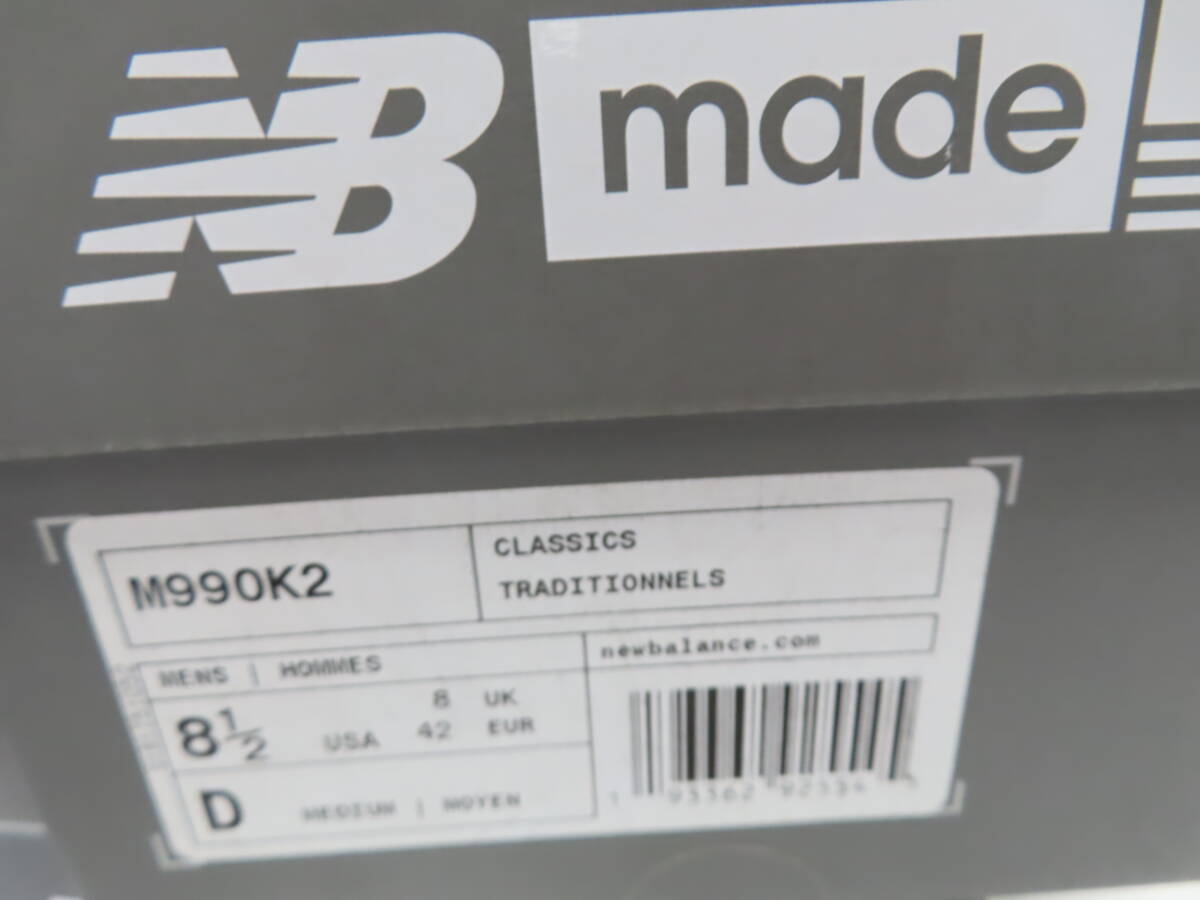 NB made
M990K2
CLASSICS
TRADITIONNELS
MENS | HOMMES
newbalance.com
8 UK
8½ USA 42 EUR
D MEDIUM | MOYEN